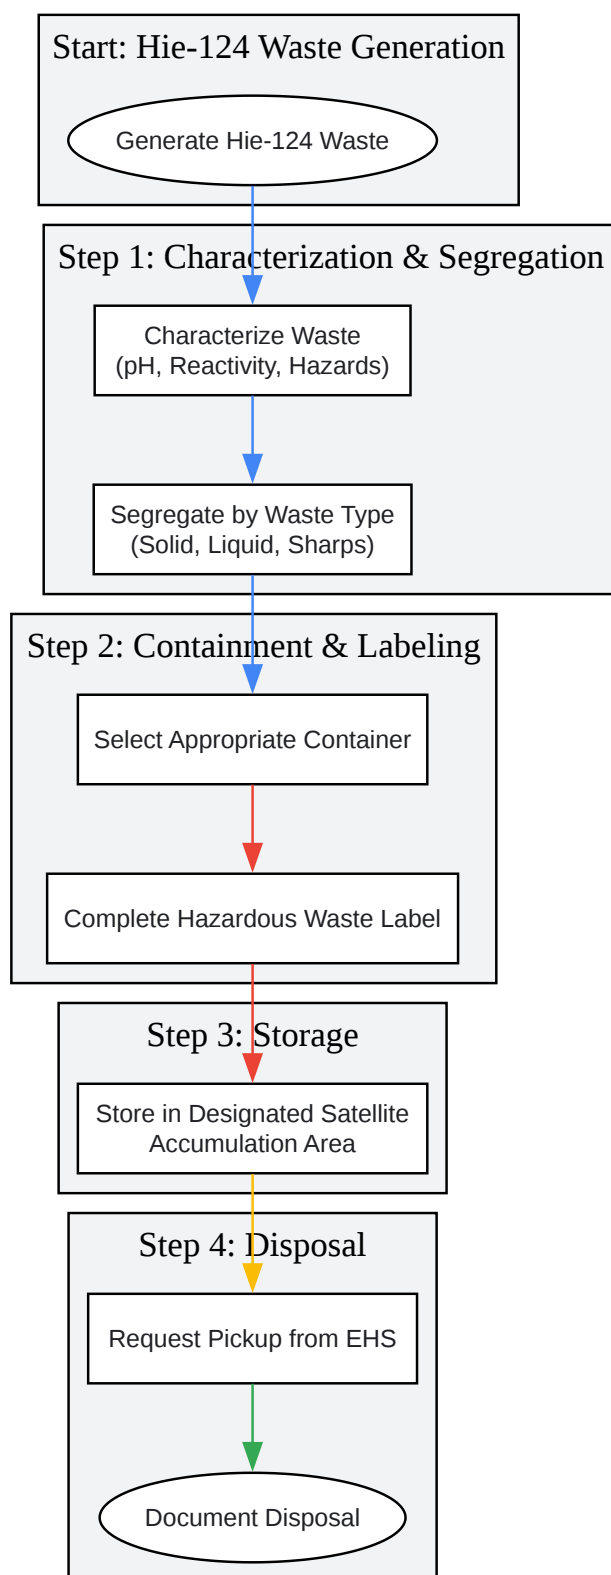 Start: Hie-124 Waste Generation
Generate Hie-124 Waste
Step 1: Characterization & Segregation
Characterize Waste
(pH, Reactivity, Hazards)
Segregate by Waste Type
(Solid, Liquid, Sharps)
Step 2: Containment & Labeling
Select Appropriate Container
Complete Hazardous Waste Label
Step 3: Storage
Store in Designated Satellite
Accumulation Area
Step 4: Disposal
Request Pickup from EHS
Document Disposal